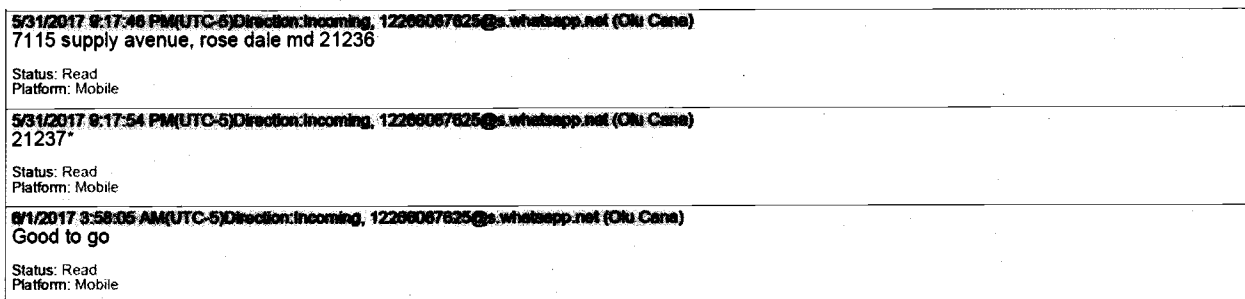 5/31/2017 9:17:46 PM(UTC-5)Direction:Incoming, 12266067625@s.whatsapp.net (Olu Cana)
7115 supply avenue, rose dale md 21236
Status: Read
Platform: Mobile
5/31/2017 9:17:54 PM(UTC-5)Direction:Incoming, 12266067625@s.whatsapp.net (Olu Cana)
21237*
Status: Read
Platform: Mobile
6/1/2017 3:58:05 AM(UTC-5)Direction:Incoming, 12266067625@s.whatsapp.net (Olu Cana)
Good to go
Status: Read
Platform: Mobile